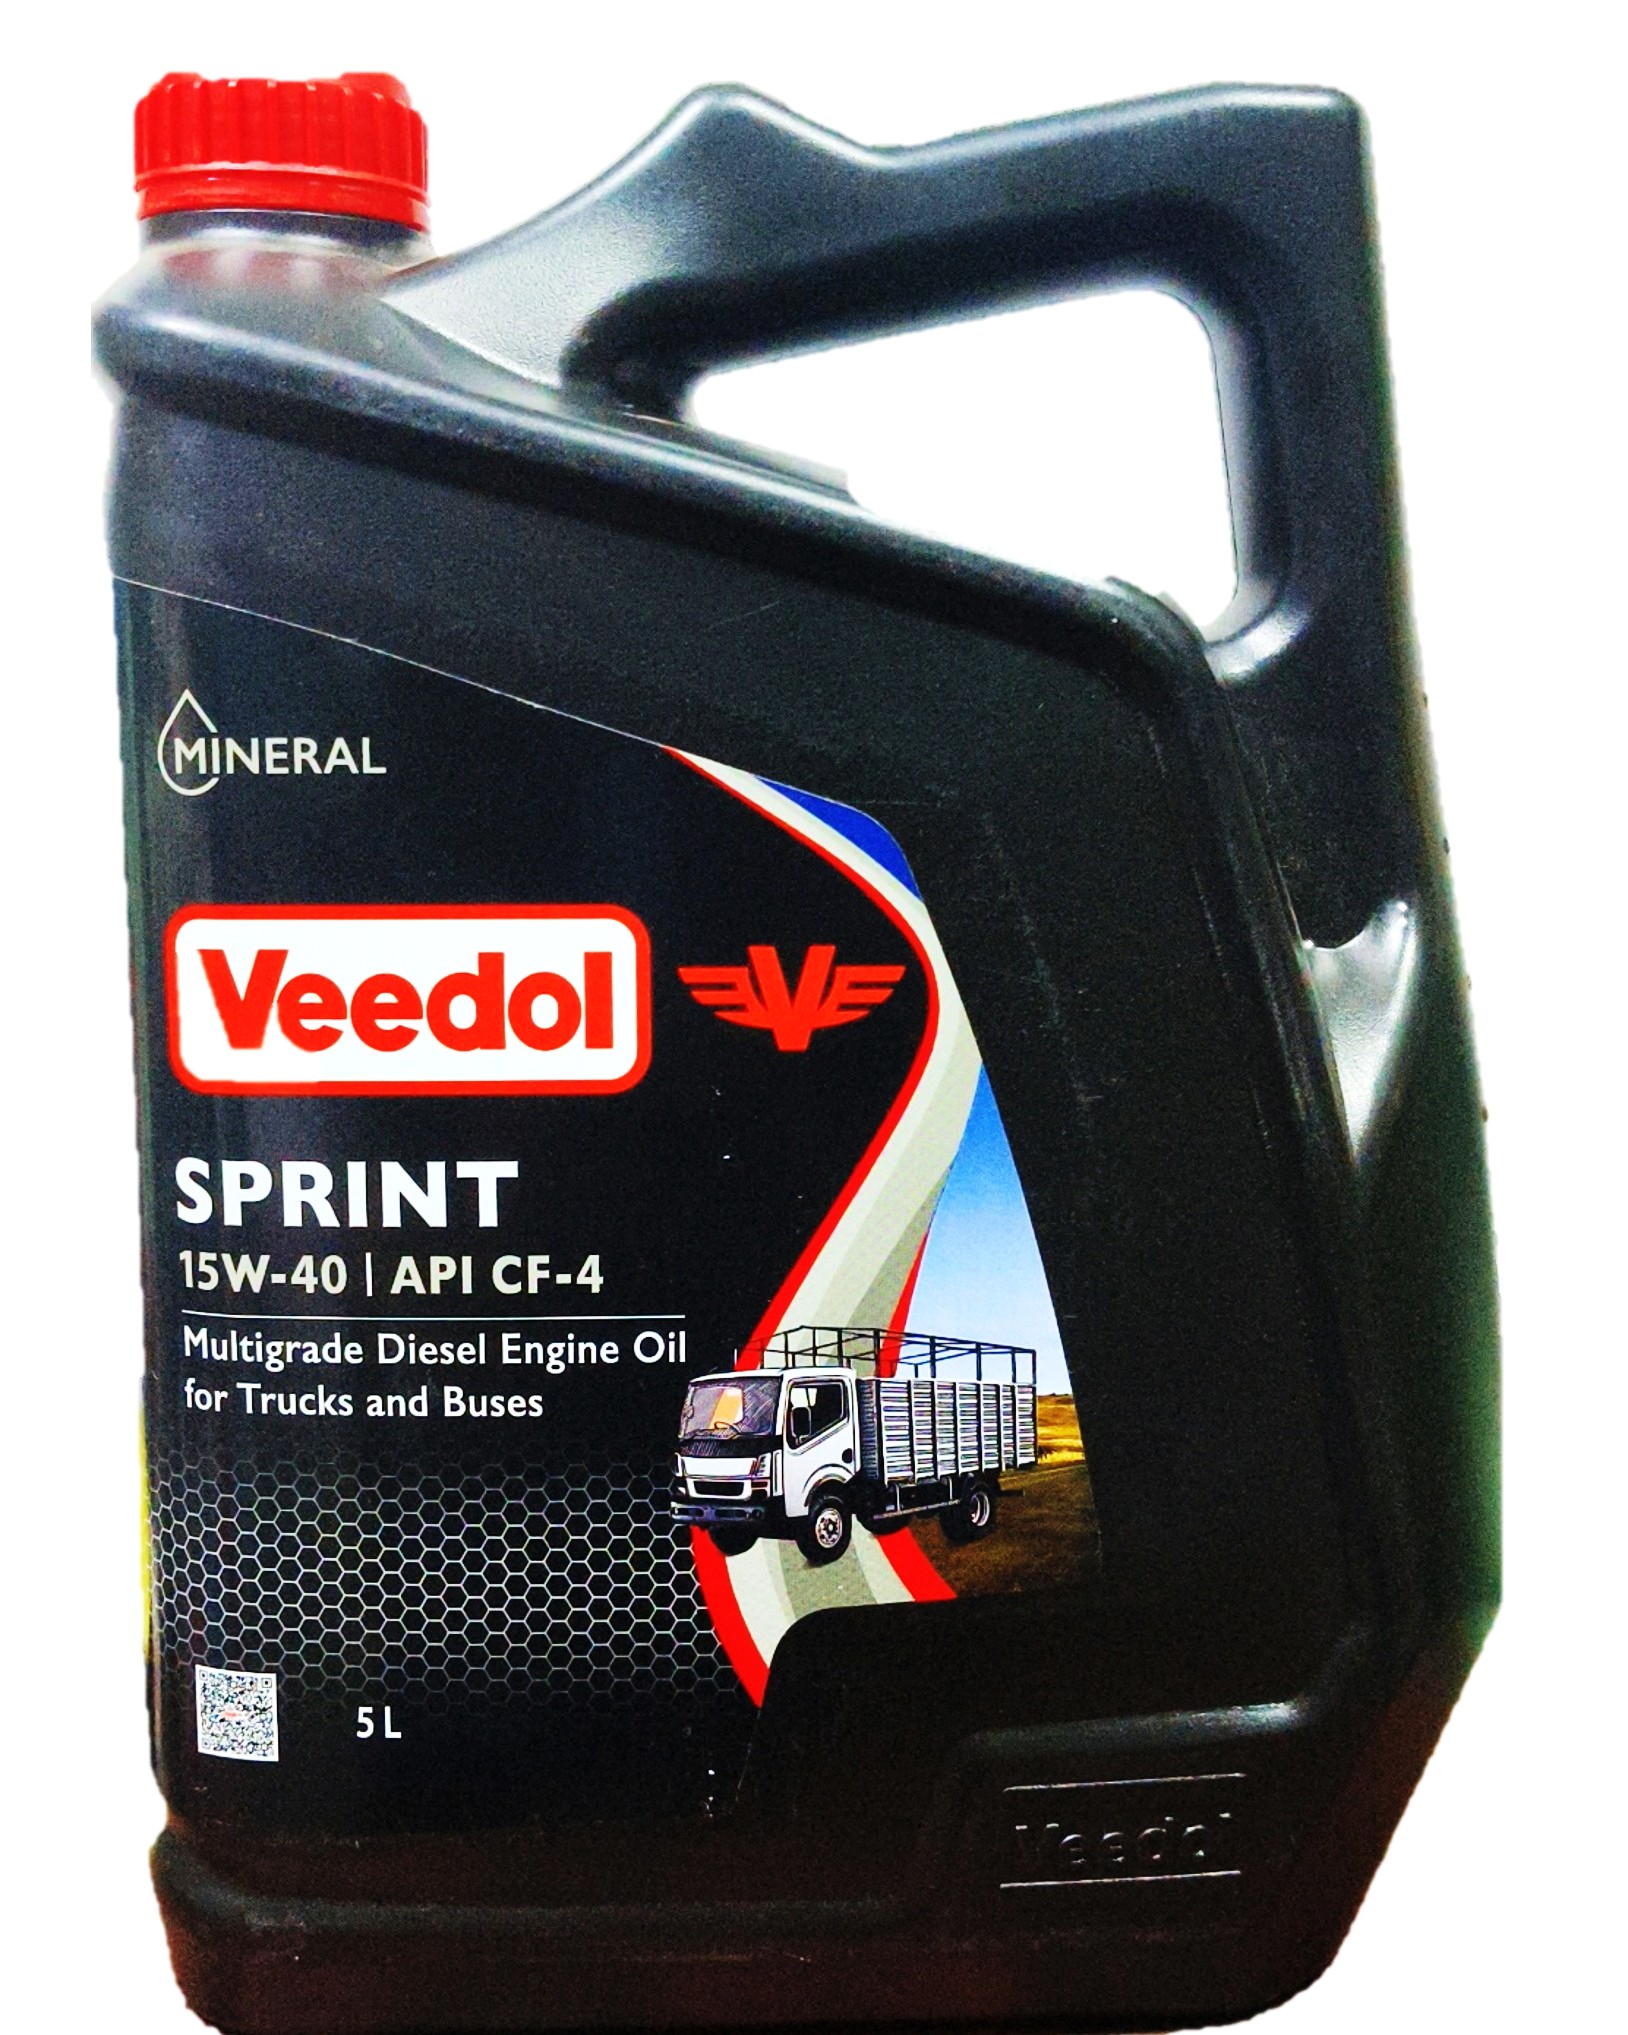 MINERAL
Veedol
SPRINT
15W-40 | API CF-4
Multigrade Diesel Engine Oil
for Trucks and Buses
5 L
Veedol